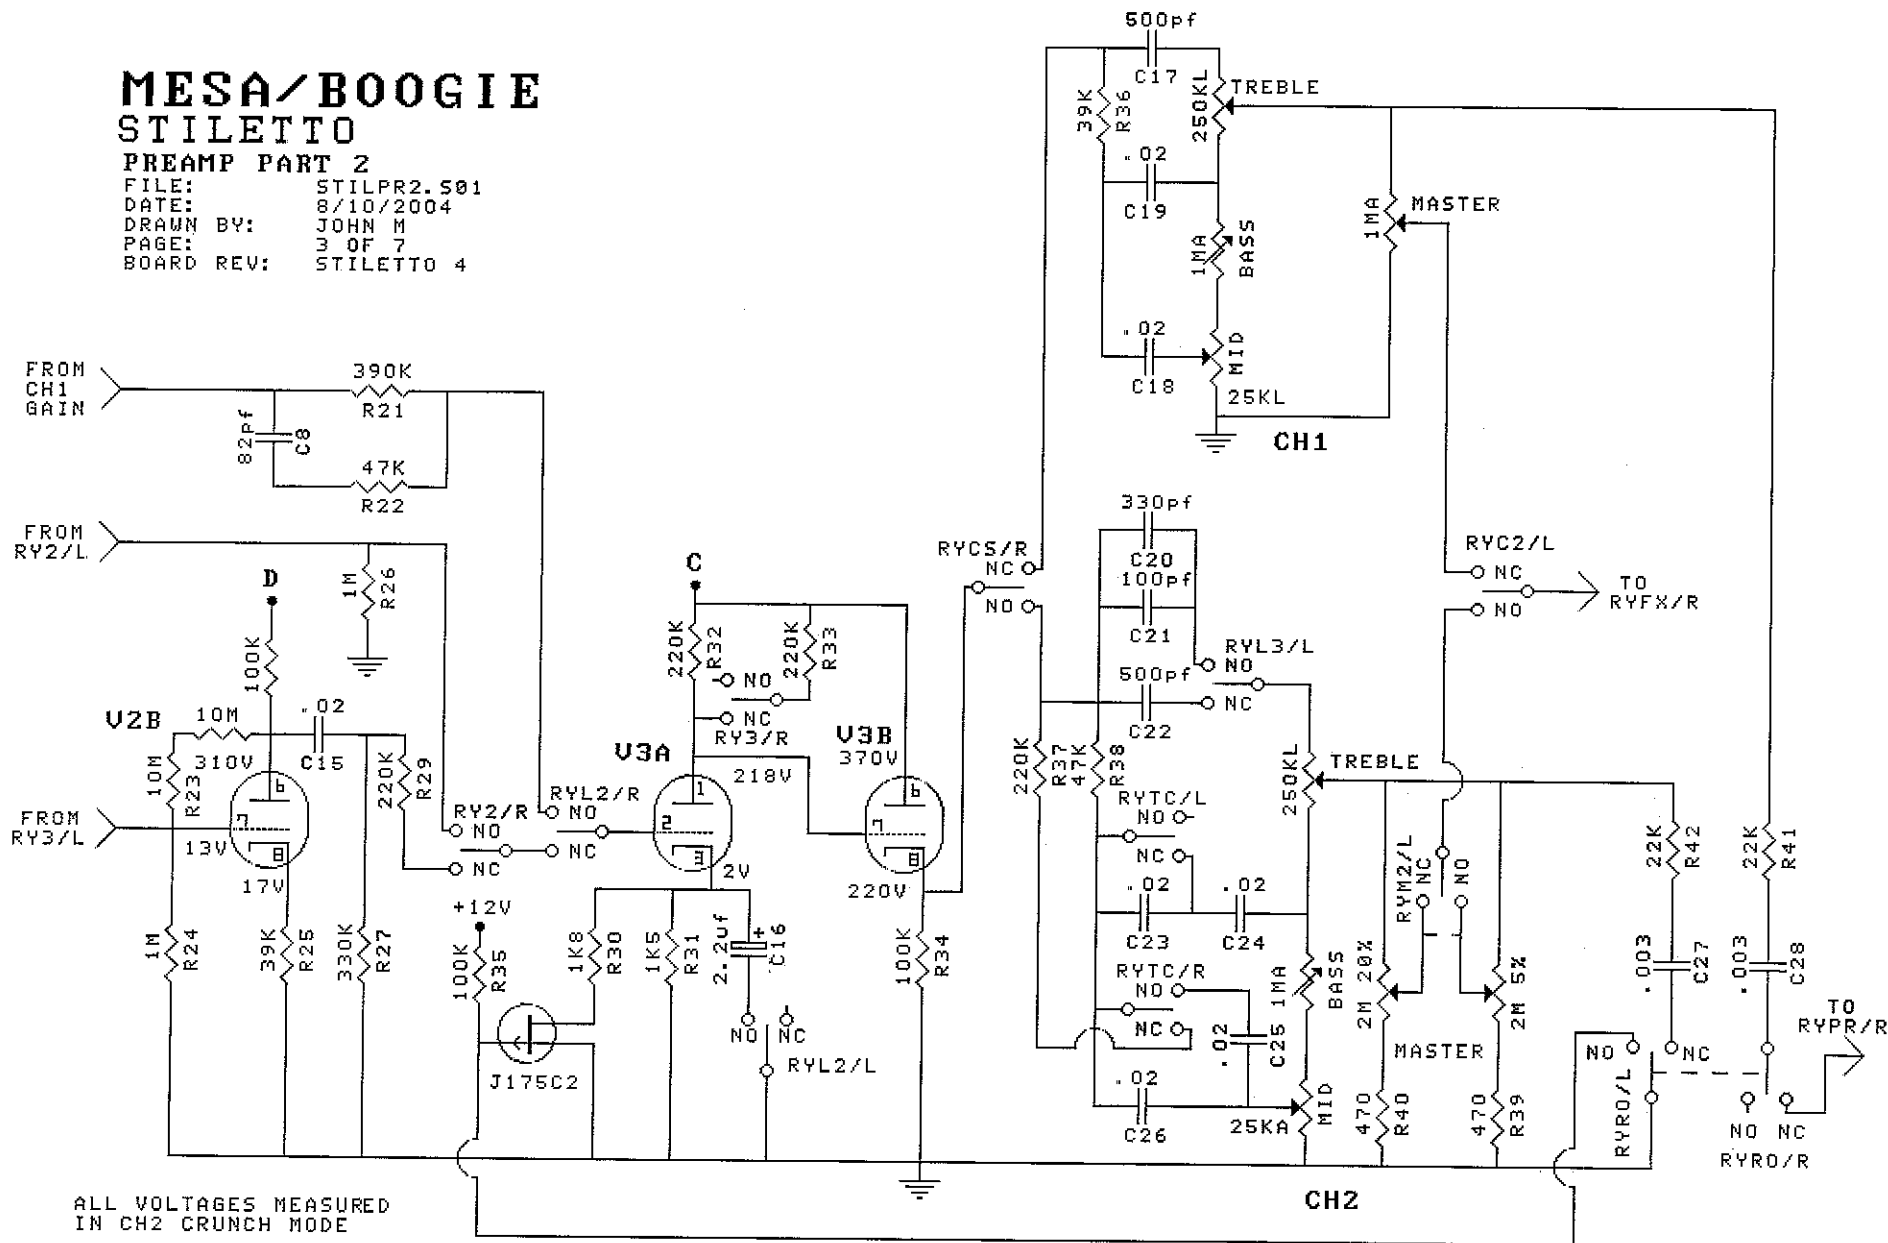 MESA/BOOGIE
STILETTO
PREAMP PART 2
FILE: STILPR2.S01
DATE: 8/10/2004
DRAWN BY: JOHN M
PAGE: 3 OF 7
BOARD REV: STILETTO 4
500pf
C17
39K
R36
250KL
TREBLE
.02
C19
1MA
BASS
1MA
MASTER
.02
C18
MID
25KL
CH1
FROM
CH1
GAIN
390K
R21
82pf
C8
47K
R22
FROM
RY2/L
1M
R26
D
100K
V2B
10M
310V
.02
C15
10M
R23
220K
R29
FROM
RY3/L
7
6
8
13V
17V
1M
R24
39K
R25
330K
R27
RY2/R
NO
NC
RYL2/R
NO
NC
C
220K
R32
220K
R33
NO
NC
RY3/R
V3A
218V
V3B
370V
1
2
3
2V
6
7
8
220V
+12V
100K
R35
1K8
R30
1K5
R31
2.2uf
+
C16
100K
R34
NO
NC
RYL2/L
J175C2
RYCS/R
NC
NO
330pf
C20
100pf
C21
500pf
C22
RYL3/L
NO
NC
220K
R37
47K
R38
250KL
TREBLE
RYTC/L
NO
NC
.02
C23
.02
C24
RYTC/R
NO
NC
.02
C25
1MA
BASS
.02
C26
25KA
MID
RYC2/L
NC
NO
TO
RYFX/R
RYM2/L
NC
NO
2M 20%
2M 5%
MASTER
470
R40
470
R39
22K
R42
22K
R41
.003
C27
.003
C28
NO
NC
RYRO/L
TO
RYPR/R
NO NC
RYRO/R
CH2
ALL VOLTAGES MEASURED
IN CH2 CRUNCH MODE